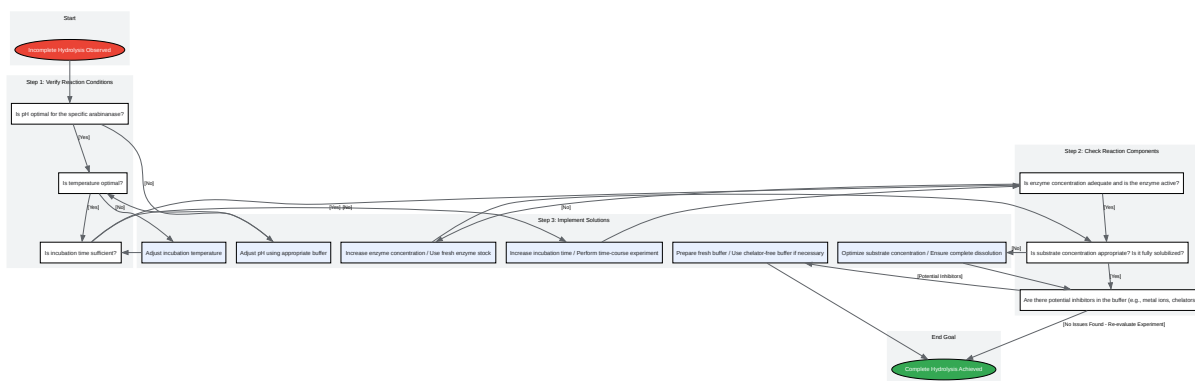 Start
Incomplete Hydrolysis Observed
Step 1: Verify Reaction Conditions
Is pH optimal for the specific arabinanase?
[Yes]
[No]
Is temperature optimal?
[Yes]
[No]
Is incubation time sufficient?
[Yes]
[No]
Step 2: Check Reaction Components
Is enzyme concentration adequate and is the enzyme active?
[No]
[Yes]
Step 3: Implement Solutions
Adjust incubation temperature
Adjust pH using appropriate buffer
Increase enzyme concentration / Use fresh enzyme stock
Increase incubation time / Perform time-course experiment
Prepare fresh buffer / Use chelator-free buffer if necessary
Optimize substrate concentration / Ensure complete dissolution
[No]
Is substrate concentration appropriate? Is it fully solubilized?
[Yes]
[Potential Inhibitors]
Are there potential inhibitors in the buffer (e.g., metal ions, chelators
[No Issues Found - Re-evaluate Experiment]
End Goal
Complete Hydrolysis Achieved